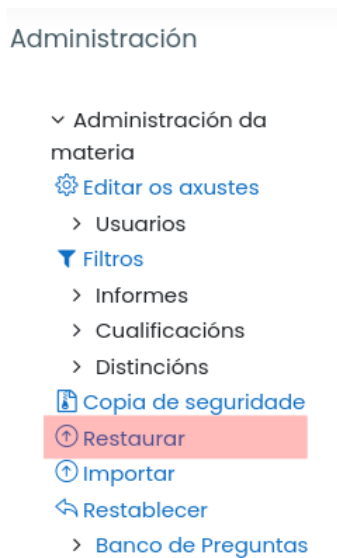 Administración
Administración da
materia
Editar os axustes
Usuarios
Filtros
Informes
Cualificacións
Distincións
Copia de seguridade
Restaurar
Importar
Restablecer
Banco de Preguntas